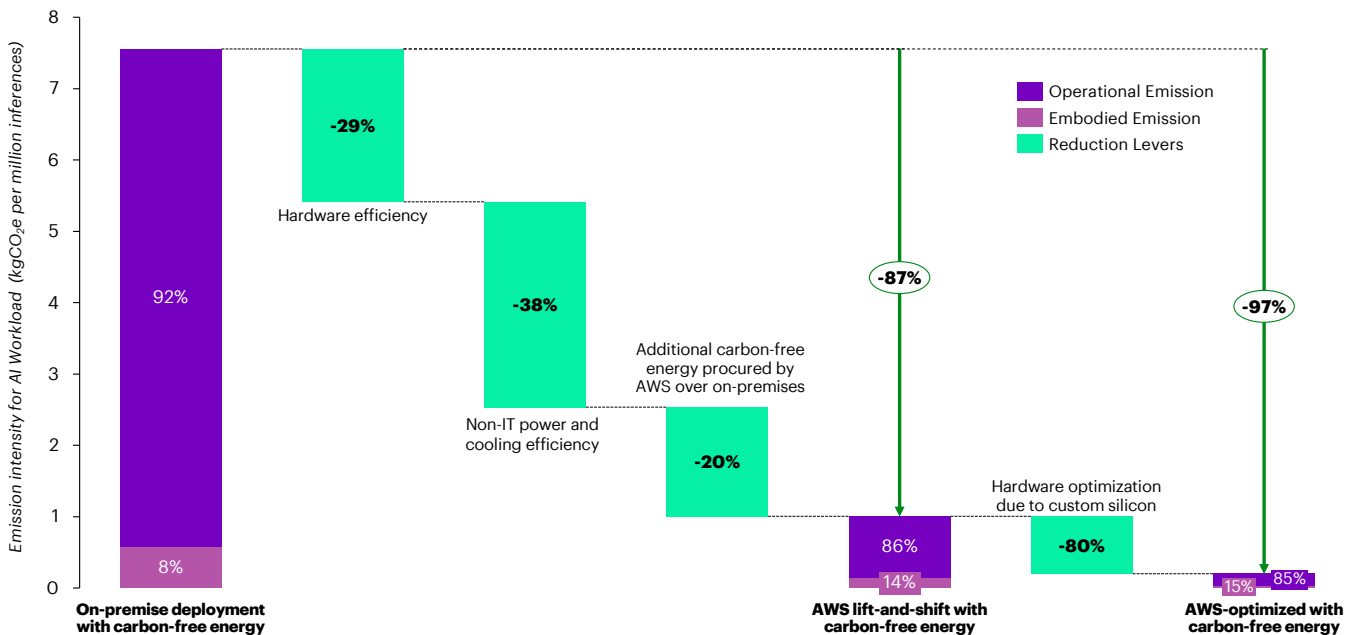 Emission intensity for AI Workload (kgCO₂e per million inferences)
8
7
6
5
4
3
2
1
0
Operational Emission
Embodied Emission
Reduction Levers
92%
8%
On-premise deployment
with carbon-free energy
-29%
Hardware efficiency
-38%
Non-IT power and
cooling efficiency
Additional carbon-free
energy procured by
AWS over on-premises
-20%
-87%
86%
14%
AWS lift-and-shift with
carbon-free energy
Hardware optimization
due to custom silicon
-80%
-97%
15%
85%
AWS-optimized with
carbon-free energy